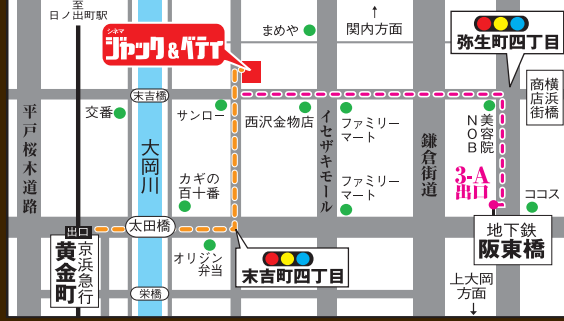 至
日ノ出町駅
シネマ
ジャック&ベティ
まめや
↑
関内方面
弥生町四丁目
横浜橋
商店街
末吉橋
交番
サンロー
西沢金物店
ファミリー
マート
美容院
NOB
平戸桜木道路
大岡川
イセザキモール
鎌倉街道
カギの
百十番
ファミリー
マート
3-A
出口
ココス
太田橋
出口
京浜急行
黄金町
オリジン
弁当
末吉町四丁目
地下鉄
阪東橋
栄橋
上大岡
方面
↓